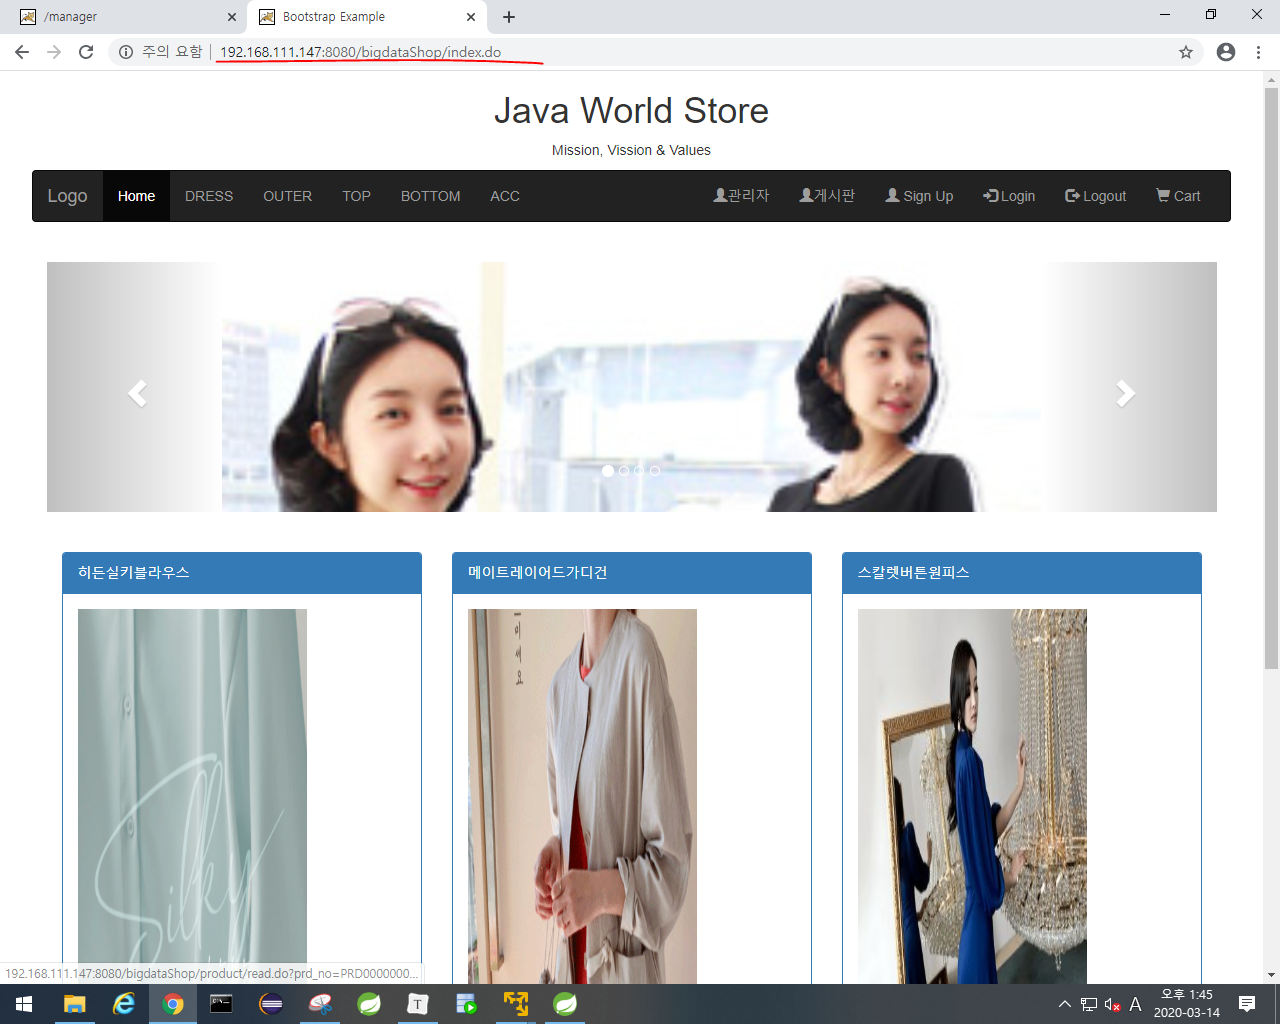 /manager
Bootstrap Example
주의 요함 | 192.168.111.147:8080/bigdataShop/index.do
Java World Store
Mission, Vission & Values
Logo Home DRESS OUTER TOP BOTTOM ACC 관리자 게시판 Sign Up Login Logout Cart
히든실키블라우스 메이트레이어드가디건 스칼렛버튼원피스
미
세
요
Silky
192.168.111.147:8080/bigdataShop/product/read.do?prd_no=PRD0000000...
A
오후 1:45
2020-03-14